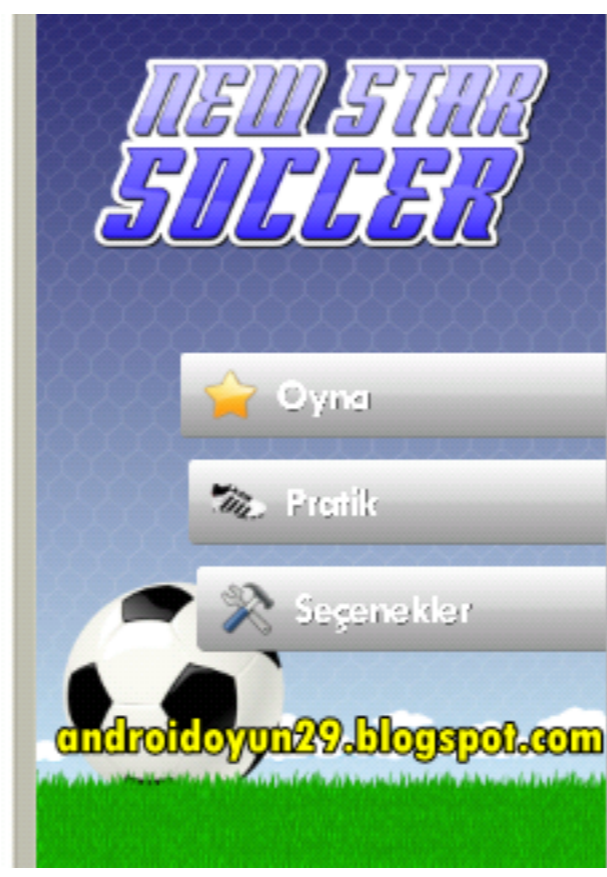 NEW STAR
SOCCER
Oyna
Pratik
Seçenekler
androidoyun29.blogspot.com